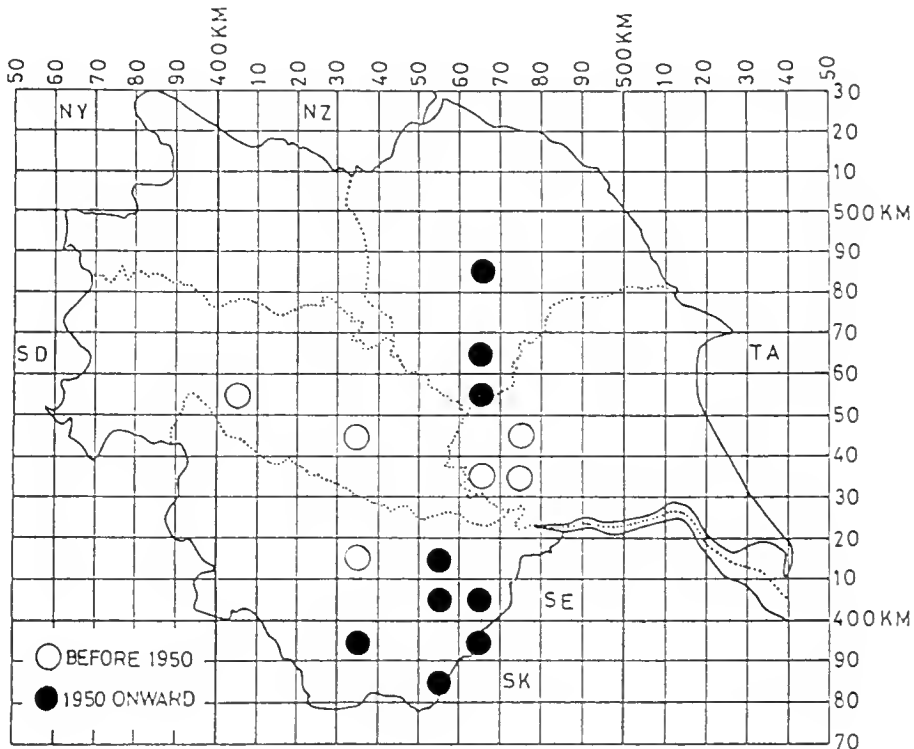 50 60 70 80 90 400KM 10 20 30 40 50 60 70 80 90 500KM 10 20 30 40 50
NY NZ 30
20
10
500KM
90
80
70
SD TA
60
50
40
30
20
10
SE
400KM
○ BEFORE 1950
90
SK
● 1950 ONWARD
80
70